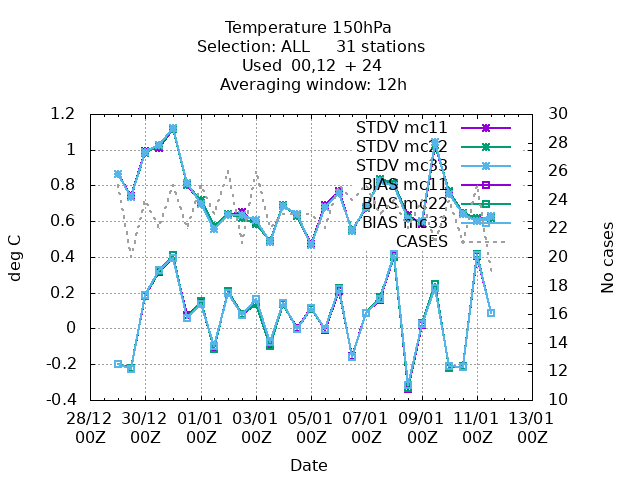 Temperature 150hPa
Selection: ALL 31 stations
Used 00,12 + 24
Averaging window: 12h
1.2
1
0.8
0.6
0.4
0.2
0
-0.2
-0.4
deg C
30
28
26
24
22
20
18
16
14
12
10
No cases
STDV mc11
STDV mc22
STDV mc33
BIAS mc11
BIAS mc22
BIAS mc33
CASES
28/12 30/12 01/01 03/01 05/01 07/01 09/01 11/01 13/01
00Z 00Z 00Z 00Z 00Z 00Z 00Z 00Z 00Z
Date